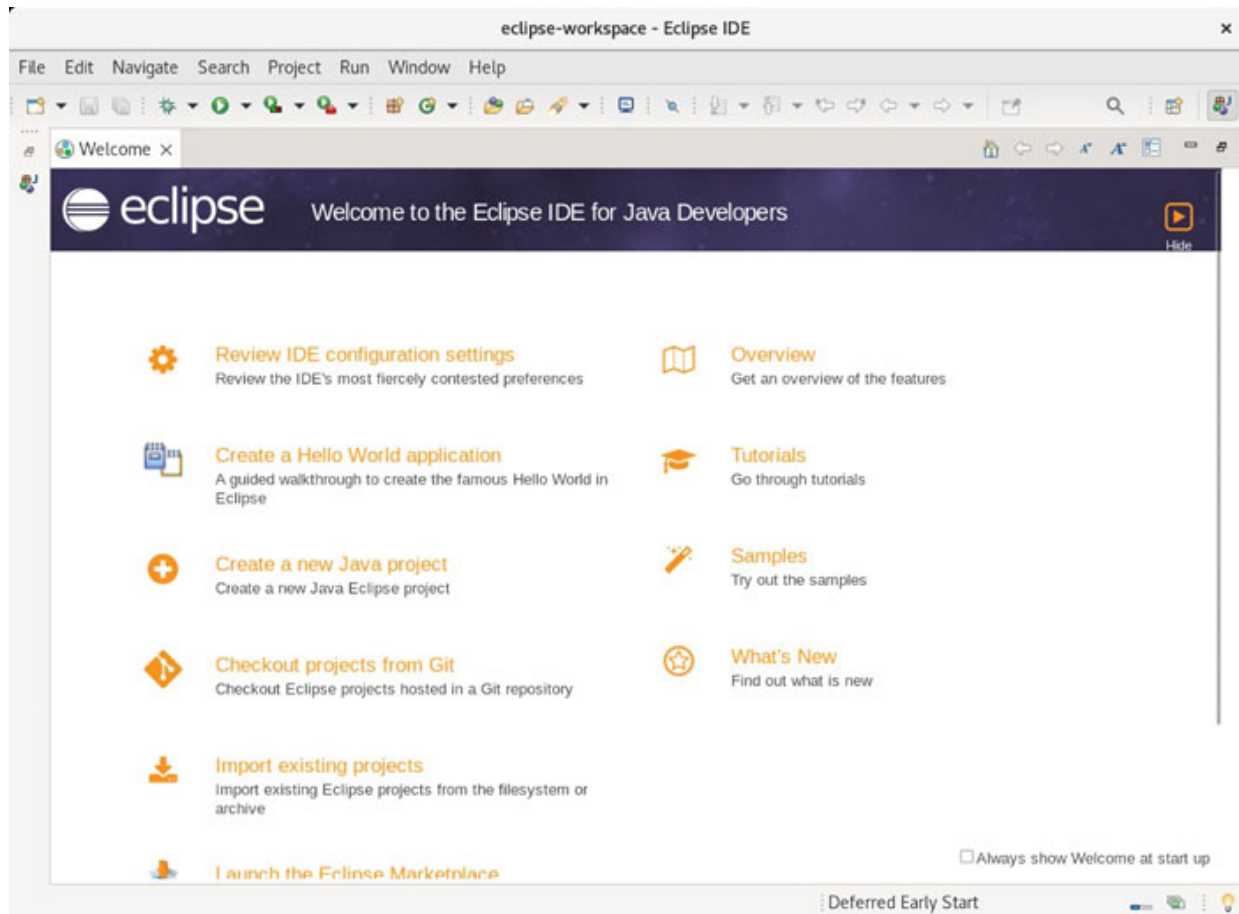 eclipse-workspace - Eclipse IDE
File Edit Navigate Search Project Run Window Help
Welcome
eclipse Welcome to the Eclipse IDE for Java Developers
Hide
Review IDE configuration settings
Review the IDE's most fiercely contested preferences
Create a Hello World application
A guided walkthrough to create the famous Hello World in
Eclipse
Create a new Java project
Create a new Java Eclipse project
Checkout projects from Git
Checkout Eclipse projects hosted in a Git repository
Import existing projects
Import existing Eclipse projects from the filesystem or
archive
Launch the Eclipse Marketplace
Overview
Get an overview of the features
Tutorials
Go through tutorials
Samples
Try out the samples
What's New
Find out what is new
Always show Welcome at start up
Deferred Early Start